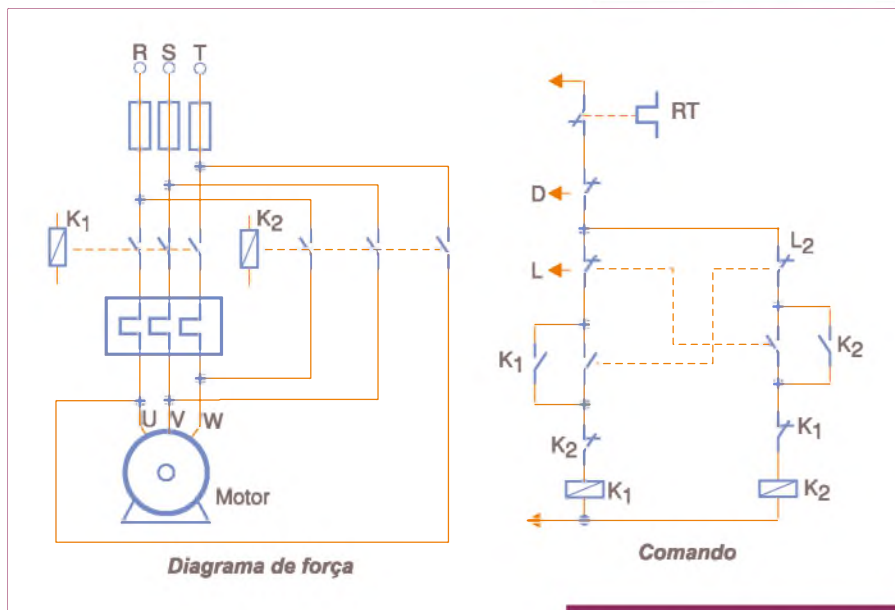 R S T
K1
K2
U V W
Motor
Diagrama de força
RT
D
L2
L
K1
K2
K2
K1
K1
K2
Comando